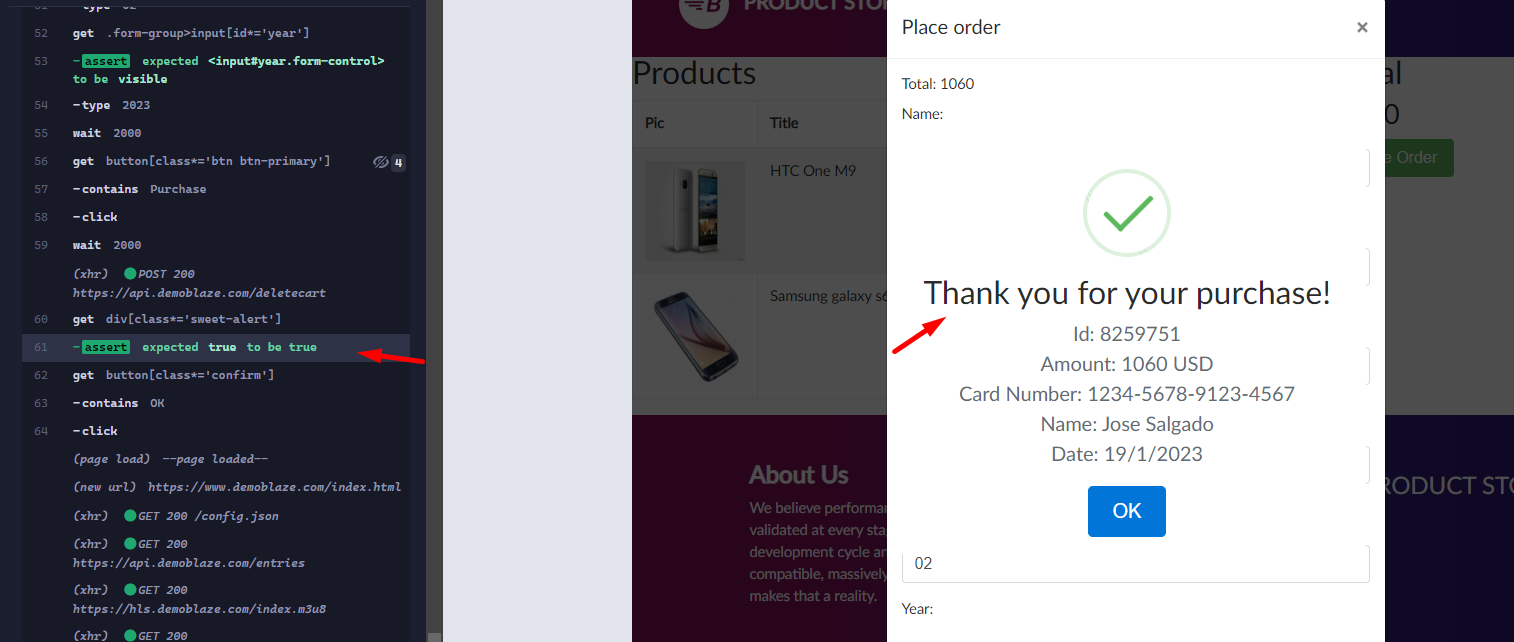 52 get .form-group>input[id*='year']
53 -assert expected <input#year.form-control>
to be visible
54 -type 2023
55 wait 2000
56 get button[class*='btn btn-primary'] 4
57 -contains Purchase
58 -click
59 wait 2000
(xhr) POST 200
https://api.demoblaze.com/deletecart
60 get div[class*='sweet-alert']
61 -assert expected true to be true
62 get button[class*='confirm']
63 -contains OK
64 -click
(page load) --page loaded--
(new url) https://www.demoblaze.com/index.html
(xhr) GET 200 /config.json
(xhr) GET 200
https://api.demoblaze.com/entries
(xhr) GET 200
https://hls.demoblaze.com/index.m3u8
(xhr) GET 200
B
Products
Pic Title
HTC One M9
Samsung galaxy s6
About Us
We believe performa
validated at every sta
development cycle ar
compatible, massively
makes that a reality.
Place order ×
Total: 1060
Name:
Thank you for your purchase!
Id: 8259751
Amount: 1060 USD
Card Number: 1234-5678-9123-4567
Name: Jose Salgado
Date: 19/1/2023
OK
02
Year:
al
0
e Order
RODUCT STO